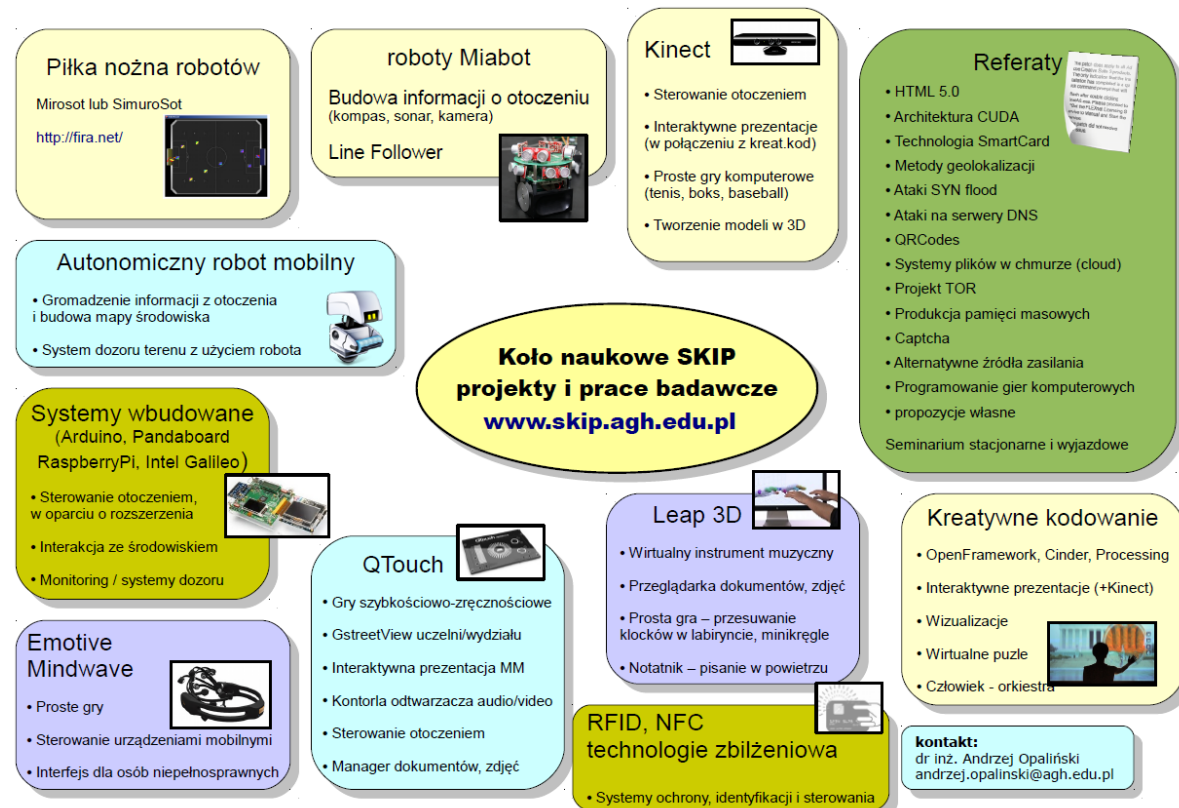 Piłka nożna robotów
Mirosot lub SimuroSot
http://fira.net/
roboty Miabot
Budowa informacji o otoczeniu
(kompas, sonar, kamera)
Line Follower
Kinect
• Sterowanie otoczeniem
• Interaktywne prezentacje
(w połączeniu z kreat.kod)
• Proste gry komputerowe
(tenis, boks, baseball)
• Tworzenie modeli w 3D
Referaty
• HTML 5.0
• Architektura CUDA
• Technologia SmartCard
• Metody geolokalizacji
• Ataki SYN flood
• Ataki na serwery DNS
• QRCodes
• Systemy plików w chmurze (cloud)
• Projekt TOR
• Produkcja pamięci masowych
• Captcha
• Alternatywne źródła zasilania
• Programowanie gier komputerowych
• propozycje własne
Seminarium stacjonarne i wyjazdowe
Autonomiczny robot mobilny
• Gromadzenie informacji z otoczenia
i budowa mapy środowiska
• System dozoru terenu z użyciem robota
Koło naukowe SKIP
projekty i prace badawcze
www.skip.agh.edu.pl
Systemy wbudowane
(Arduino, Pandaboard
RaspberryPi, Intel Galileo)
• Sterowanie otoczeniem,
w oparciu o rozszerzenia
• Interakcja ze środowiskiem
• Monitoring / systemy dozoru
QTouch
• Gry szybkościowo-zręcznościowe
• GstreetView uczelni/wydziału
• Interaktywna prezentacja MM
• Kontorla odtwarzacza audio/video
• Sterowanie otoczeniem
• Manager dokumentów, zdjęć
Leap 3D
• Wirtualny instrument muzyczny
• Przeglądarka dokumentów, zdjęć
• Prosta gra – przesuwanie
klocków w labiryncie, minikręgle
• Notatnik – pisanie w powietrzu
Kreatywne kodowanie
• OpenFramework, Cinder, Processing
• Interaktywne prezentacje (+Kinect)
• Wizualizacje
• Wirtualne puzle
• Człowiek - orkiestra
Emotive
Mindwave
• Proste gry
• Sterowanie urządzeniami mobilnymi
• Interfejs dla osób niepełnosprawnych
RFID, NFC
technologie zbilżeniowa
• Systemy ochrony, identyfikacji i sterowania
kontakt:
dr inż. Andrzej Opaliński
andrzej.opalinski@agh.edu.pl